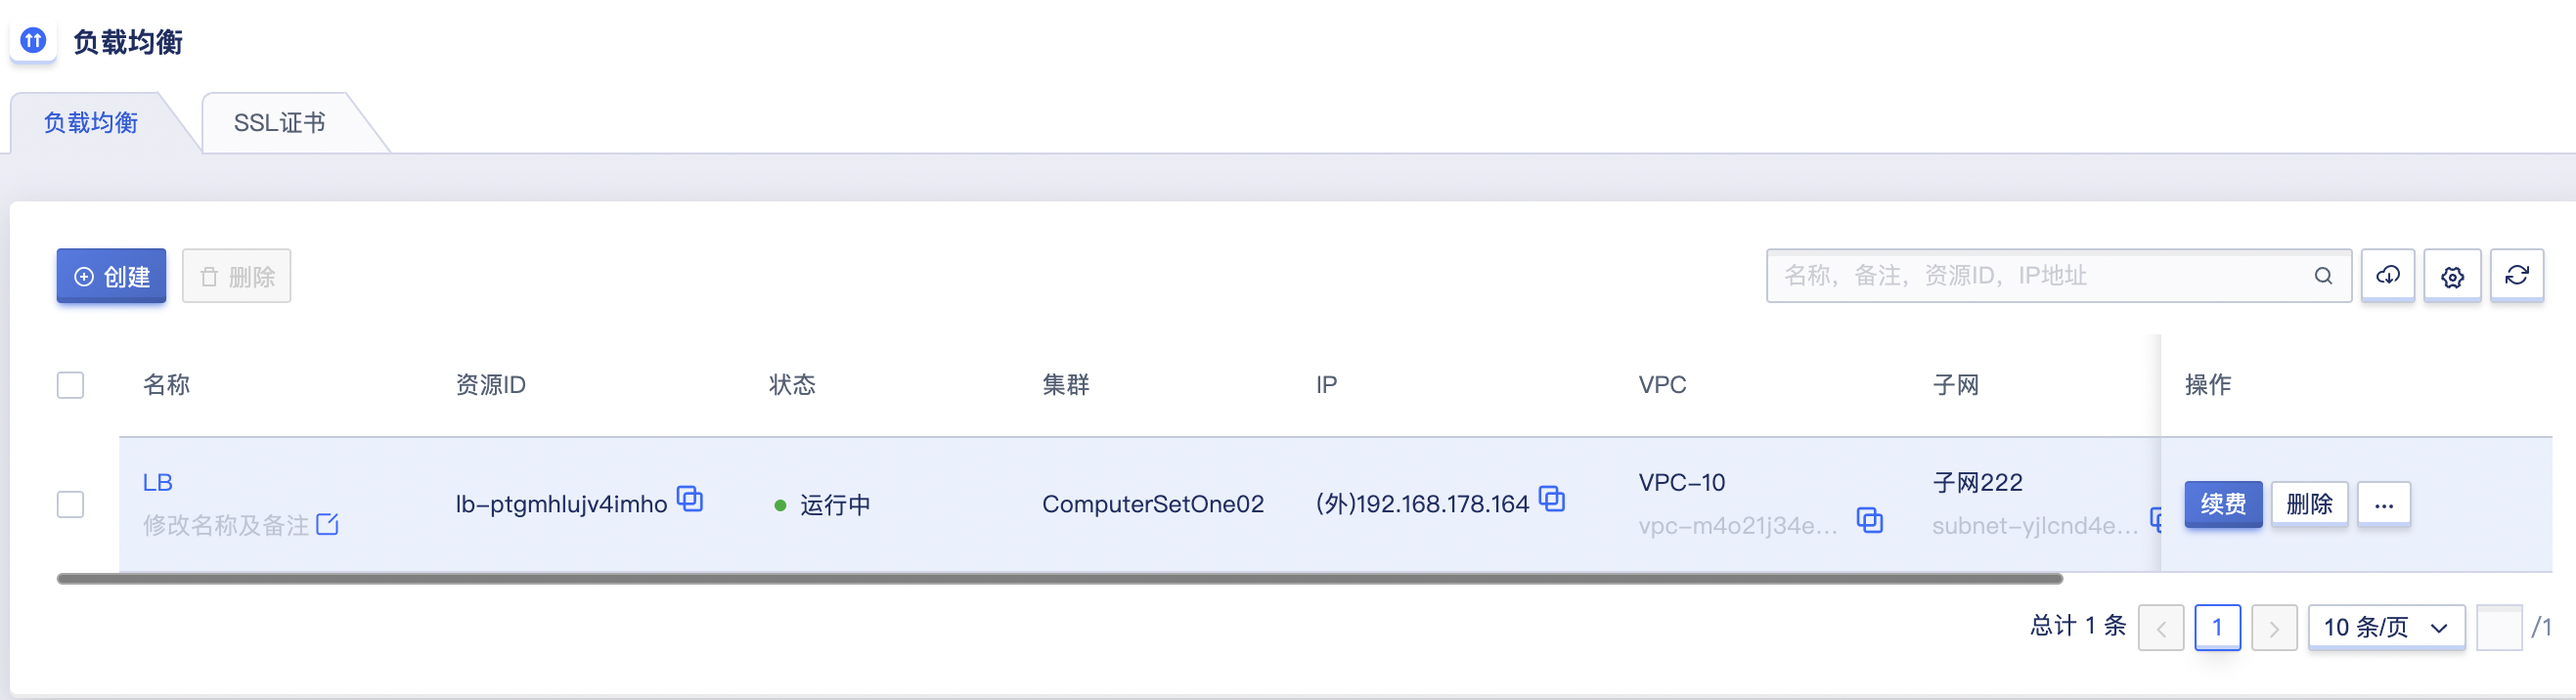 负载均衡
负载均衡 SSL证书
创建 删除 名称，备注，资源ID，IP地址
名称 资源ID 状态 集群 IP VPC 子网 操作
LB
修改名称及备注
lb-ptgmhlujv4imho
运行中
ComputerSetOne02
(外)192.168.178.164
VPC-10
vpc-m4o21j34e...
子网222
subnet-yjlcnd4e...
续费 删除 ...
总计 1 条 1 10 条/页 /1